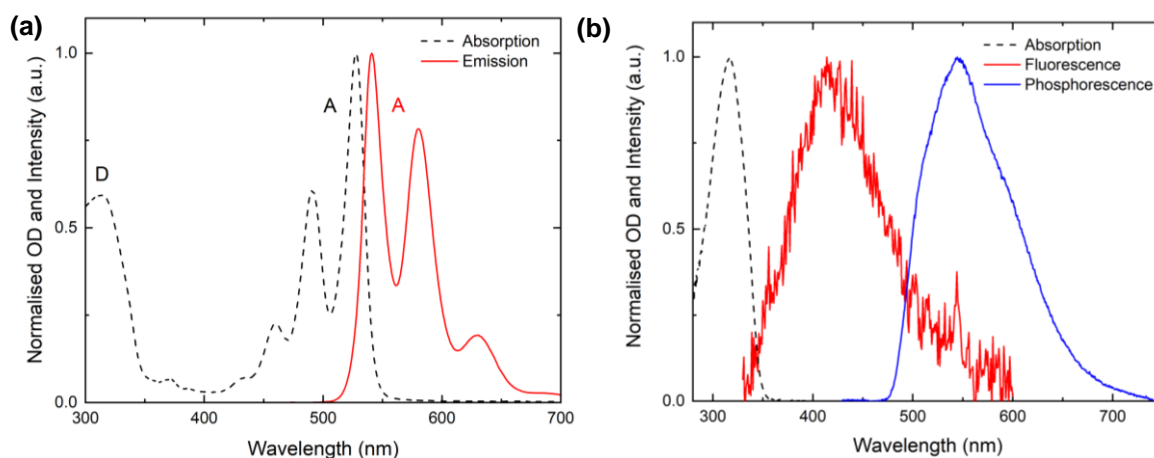 (a)
Absorption
Emission
D
A
A
1.0
0.5
0.0
300
400
500
600
700
Wavelength (nm)
Normalised OD and Intensity (a.u.)
(b)
Absorption
Fluorescence
Phosphorescence
1.0
0.5
0.0
300
400
500
600
700
Wavelength (nm)
Normalised OD and Intensity (a.u.)